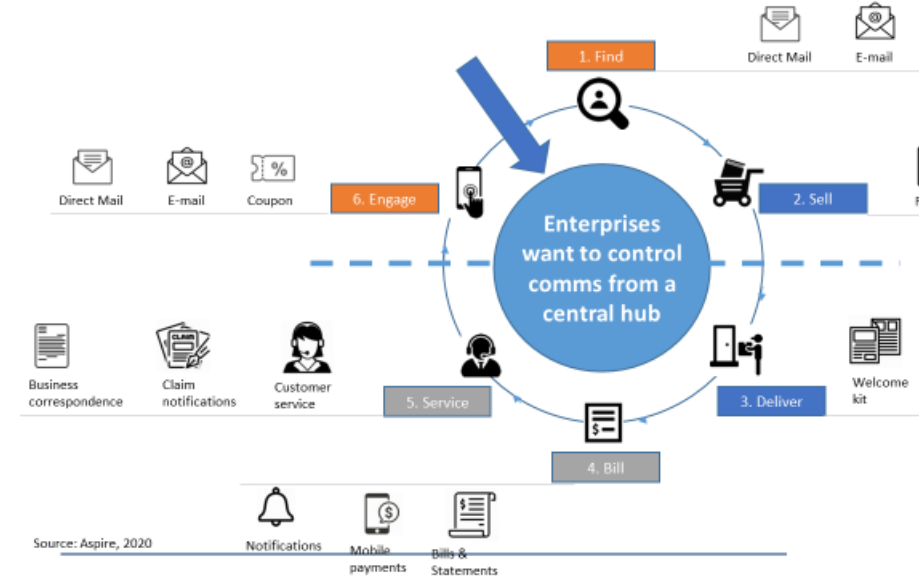 1. Find
Direct Mail
E-mail
Direct Mail
E-mail
Coupon
%
6. Engage
2. Sell
Enterprises
want to control
comms from a
central hub
CLAIM
Business
correspondence
Claim
notifications
Customer
service
5. Service
3. Deliver
Welcome
kit
$
4. Bill
$
$
Source: Aspire, 2020
Notifications
Mobile
payments
Bills &
Statements